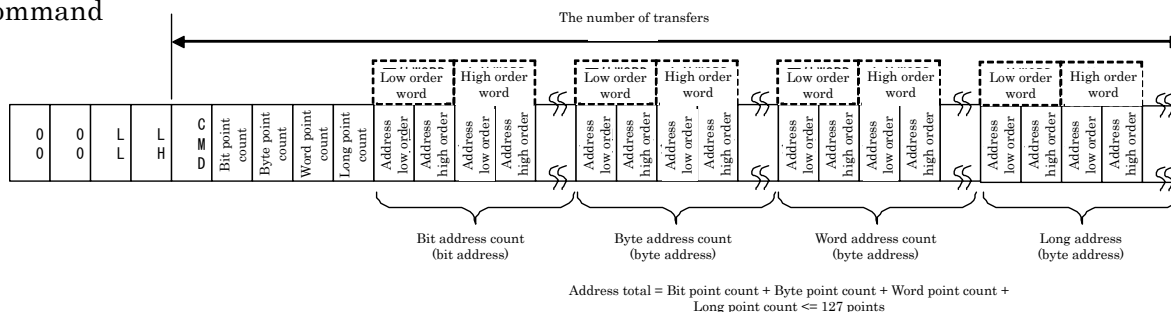 ommand
The number of transfers
Low order word
High order word
Low order word
High order word
Low order word
High order word
Low order word
High order word
0 0
0 0
L L
L H
CMD
Bit point count
Byte point count
Word point count
Long point count
Address low order
Address high order
Address low order
Address high order
Address low order
Address high order
Address low order
Address high order
Address low order
Address high order
Address low order
Address high order
Address low order
Address high order
Address low order
Address high order
Bit address count
(bit address)
Byte address count
(byte address)
Word address count
(byte address)
Long address
(byte address)
Address total = Bit point count + Byte point count + Word point count +
Long point count <= 127 points